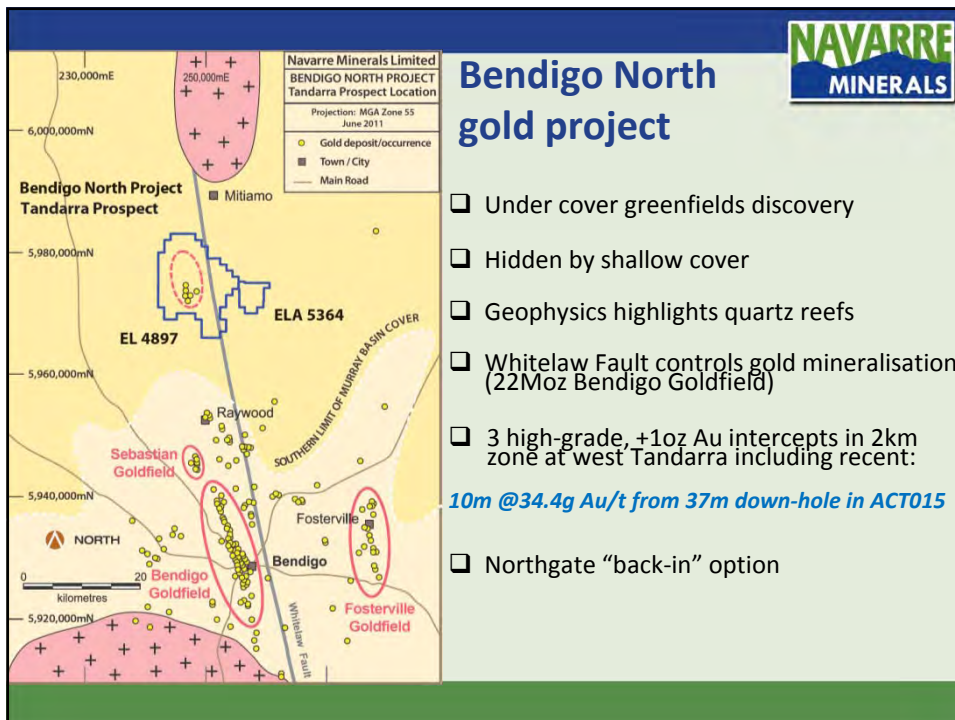 NAVARRE
MINERALS
Bendigo North
gold project
❑ Under cover greenfields discovery
❑ Hidden by shallow cover
❑ Geophysics highlights quartz reefs
❑ Whitelaw Fault controls gold mineralisation
(22Moz Bendigo Goldfield)
❑ 3 high-grade, +1oz Au intercepts in 2km
zone at west Tandarra including recent:
10m @34.4g Au/t from 37m down-hole in ACT015
❑ Northgate “back-in” option
Navarre Minerals Limited
BENDIGO NORTH PROJECT
Tandarra Prospect Location
Projection: MGA Zone 55
June 2011
Gold deposit/occurrence
Town / City
Main Road
230,000mE
250,000mE
6,000,000mN
Bendigo North Project
Tandarra Prospect
Mitiamo
5,980,000mN
EL 4897
ELA 5364
SOUTHERN LIMIT OF MURRAY BASIN COVER
5,960,000mN
Raywood
Sebastian
Goldfield
5,940,000mN
Fosterville
NORTH
Bendigo
0 20
kilometres
Bendigo
Goldfield
Fosterville
Goldfield
Whitelaw Fault
5,920,000mN